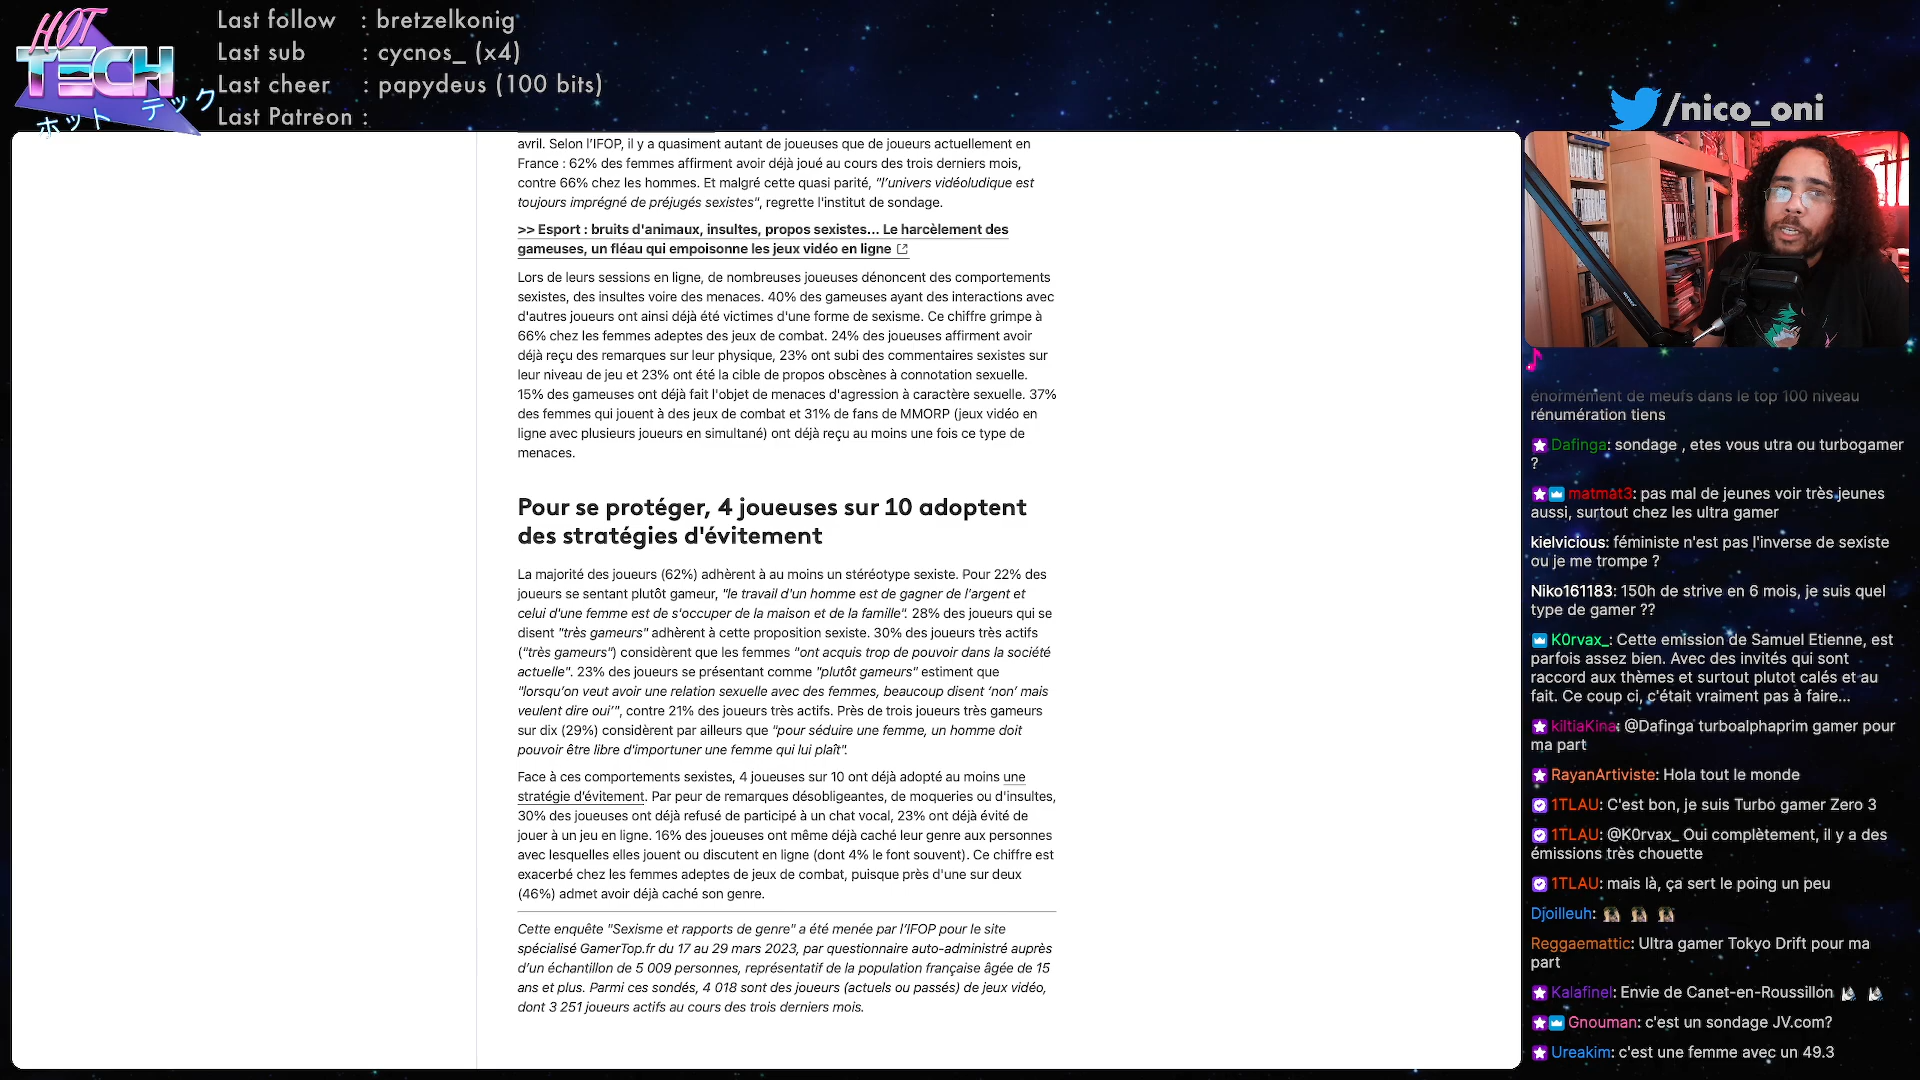 HOT
TECH
ホット テック
Last follow : bretzelkonig
Last sub : cycnos_ (x4)
Last cheer : papydeus (100 bits)
Last Patreon :
/nico_oni
avril. Selon l'IFOP, il y a quasiment autant de joueuses que de joueurs actuellement en
France : 62% des femmes affirment avoir déjà joué au cours des trois derniers mois,
contre 66% chez les hommes. Et malgré cette quasi parité, "l'univers vidéoludique est
toujours imprégné de préjugés sexistes", regrette l'institut de sondage.
>> Esport : bruits d'animaux, insultes, propos sexistes... Le harcèlement des
gameuses, un fléau qui empoisonne les jeux vidéo en ligne
Lors de leurs sessions en ligne, de nombreuses joueuses dénoncent des comportements
sexistes, des insultes voire des menaces. 40% des gameuses ayant des interactions avec
d'autres joueurs ont ainsi déjà été victimes d'une forme de sexisme. Ce chiffre grimpe à
66% chez les femmes adeptes des jeux de combat. 24% des joueuses affirment avoir
déjà reçu des remarques sur leur physique, 23% ont subi des commentaires sexistes sur
leur niveau de jeu et 23% ont été la cible de propos obscènes à connotation sexuelle.
15% des gameuses ont déjà fait l'objet de menaces d'agression à caractère sexuelle. 37%
des femmes qui jouent à des jeux de combat et 31% de fans de MMORP (jeux vidéo en
ligne avec plusieurs joueurs en simultané) ont déjà reçu au moins une fois ce type de
menaces.
Pour se protéger, 4 joueuses sur 10 adoptent
des stratégies d'évitement
La majorité des joueurs (62%) adhèrent à au moins un stéréotype sexiste. Pour 22% des
joueurs se sentant plutôt gameur, "le travail d'un homme est de gagner de l'argent et
celui d'une femme est de s'occuper de la maison et de la famille". 28% des joueurs qui se
disent "très gameurs" adhèrent à cette proposition sexiste. 30% des joueurs très actifs
("très gameurs") considèrent que les femmes "ont acquis trop de pouvoir dans la société
actuelle". 23% des joueurs se présentant comme "plutôt gameurs" estiment que
"lorsqu'on veut avoir une relation sexuelle avec des femmes, beaucoup disent 'non' mais
veulent dire oui'", contre 21% des joueurs très actifs. Près de trois joueurs très gameurs
sur dix (29%) considèrent par ailleurs que "pour séduire une femme, un homme doit
pouvoir être libre d'importuner une femme qui lui plaît".
Face à ces comportements sexistes, 4 joueuses sur 10 ont déjà adopté au moins une
stratégie d'évitement. Par peur de remarques désobligeantes, de moqueries ou d'insultes,
30% des joueuses ont déjà refusé de participé à un chat vocal, 23% ont déjà évité de
jouer à un jeu en ligne. 16% des joueuses ont même déjà caché leur genre aux personnes
avec lesquelles elles jouent ou discutent en ligne (dont 4% le font souvent). Ce chiffre est
exacerbé chez les femmes adeptes de jeux de combat, puisque près d'une sur deux
(46%) admet avoir déjà caché son genre.
Cette enquête "Sexisme et rapports de genre" a été menée par l'IFOP pour le site
spécialisé GamerTop.fr du 17 au 29 mars 2023, par questionnaire auto-administré auprès
d'un échantillon de 5 009 personnes, représentatif de la population française âgée de 15
ans et plus. Parmi ces sondés, 4 018 sont des joueurs (actuels ou passés) de jeux vidéo,
dont 3 251 joueurs actifs au cours des trois derniers mois.
énormément de meufs dans le top 100 niveau
rénumération tiens
Dafinga: sondage , etes vous utra ou turbogamer
?
matmat3: pas mal de jeunes voir très jeunes
aussi, surtout chez les ultra gamer
kielvicious: féministe n'est pas l'inverse de sexiste
ou je me trompe ?
Niko161183: 150h de strive en 6 mois, je suis quel
type de gamer ??
K0rvax_: Cette emission de Samuel Etienne, est
parfois assez bien. Avec des invités qui sont
raccord aux thèmes et surtout plutot calés et au
fait. Ce coup ci, c'était vraiment pas à faire...
kiltiaKina: @Dafinga turboalphaprim gamer pour
ma part
RayanArtiviste: Hola tout le monde
1TLAU: C'est bon, je suis Turbo gamer Zero 3
1TLAU: @K0rvax_ Oui complètement, il y a des
émissions très chouette
1TLAU: mais là, ça sert le poing un peu
Djoilleuh:
Reggaemattic: Ultra gamer Tokyo Drift pour ma
part
Kalafinel: Envie de Canet-en-Roussillon
Gnouman: c'est un sondage JV.com?
Ureakim: c'est une femme avec un 49.3